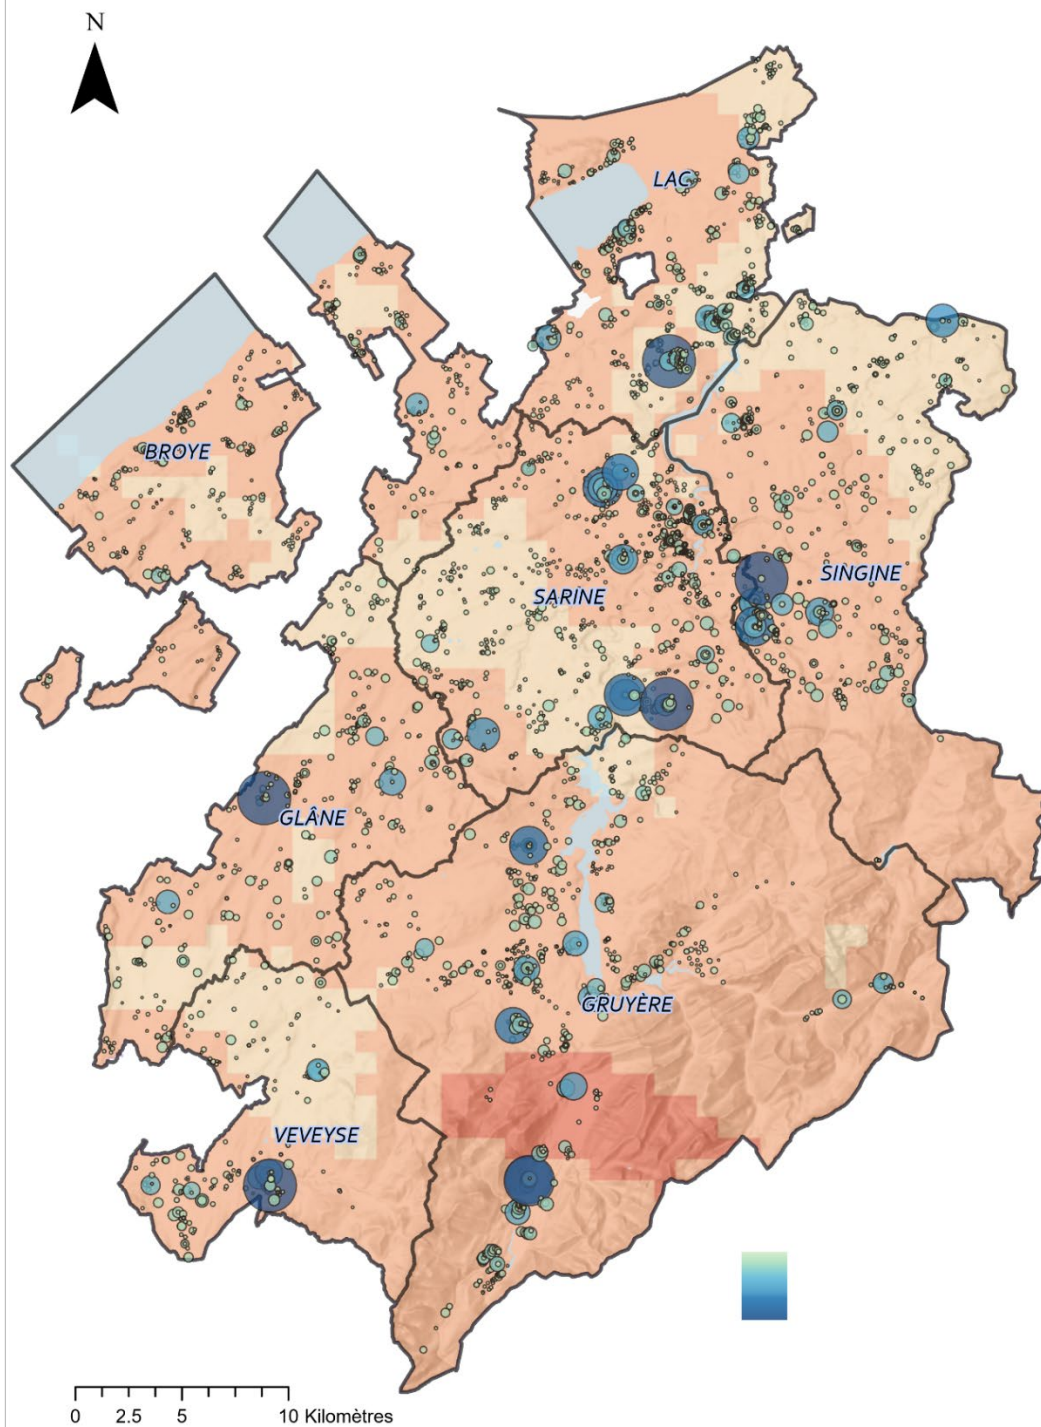 N
LAC
BROYE
SINGINE
SARINE
GLÂNE
GRUYÈRE
VEVEYSE
0 2.5 5 10 Kilomètres